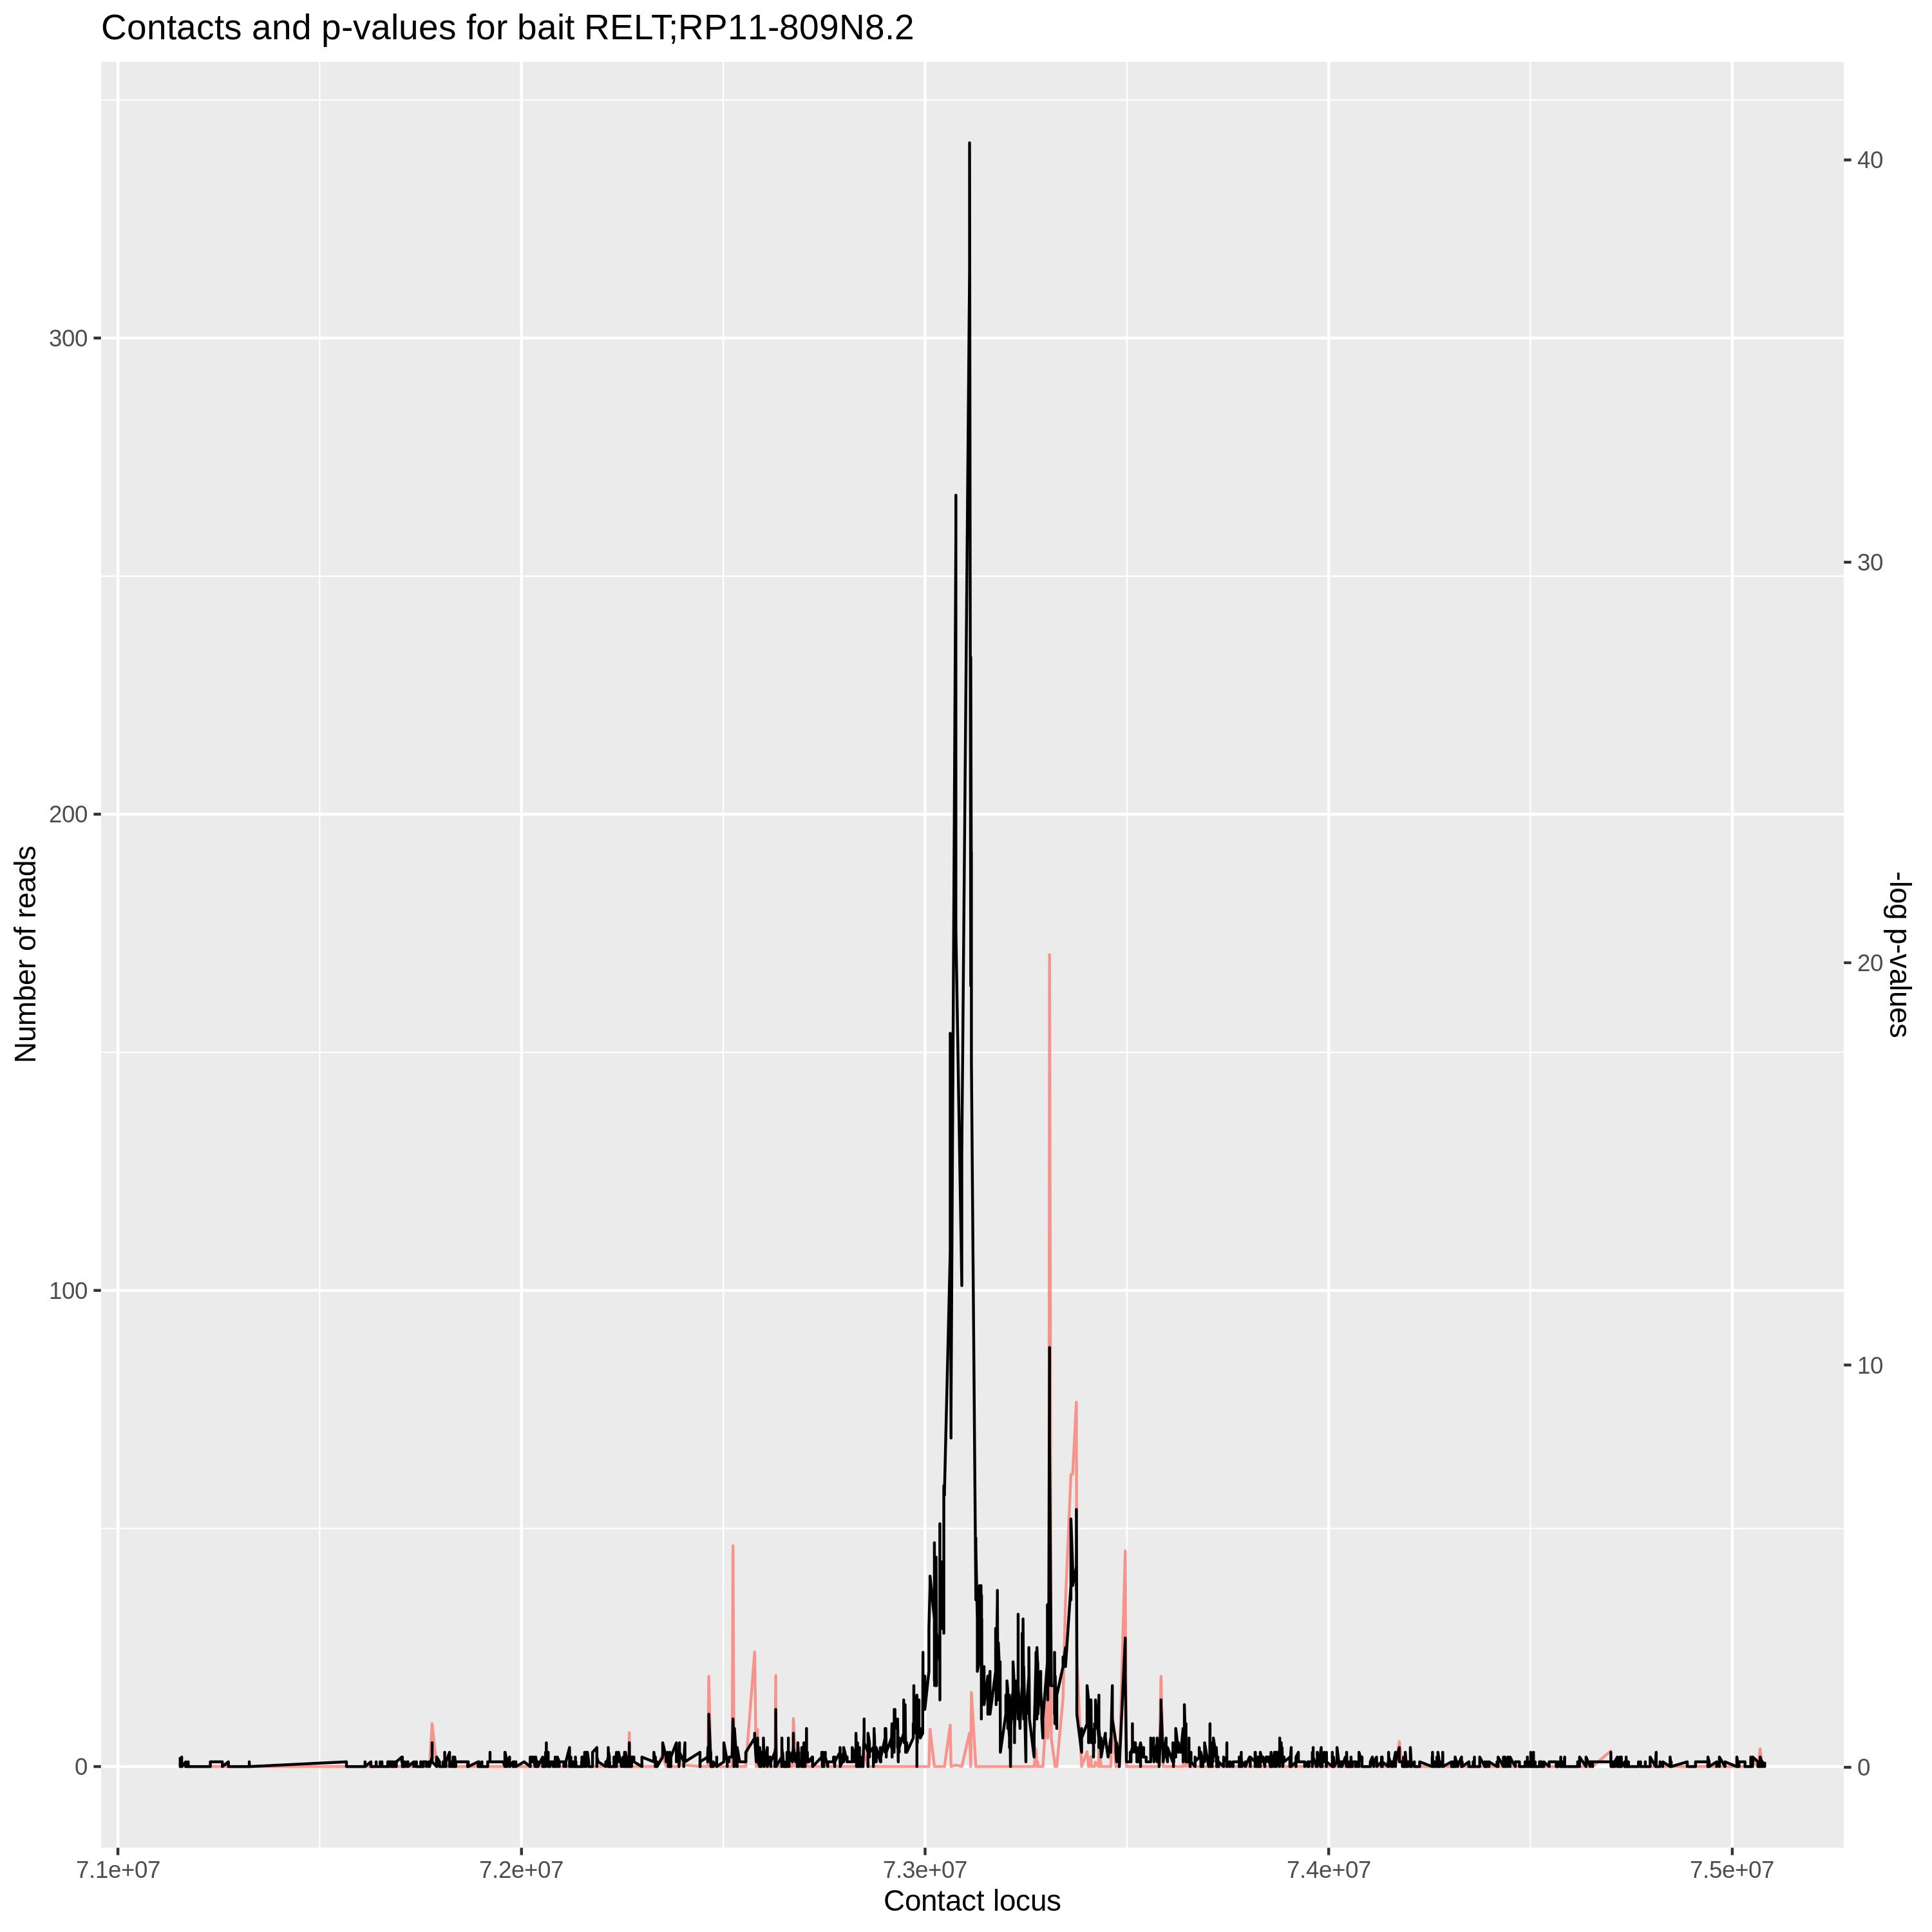 Contacts and p-values for bait RELT;RP11-809N8.2
Number of reads
300
200
100
0
40
30
20
10
0
-log p-values
7.1e+07 7.2e+07 7.3e+07 7.4e+07 7.5e+07
Contact locus